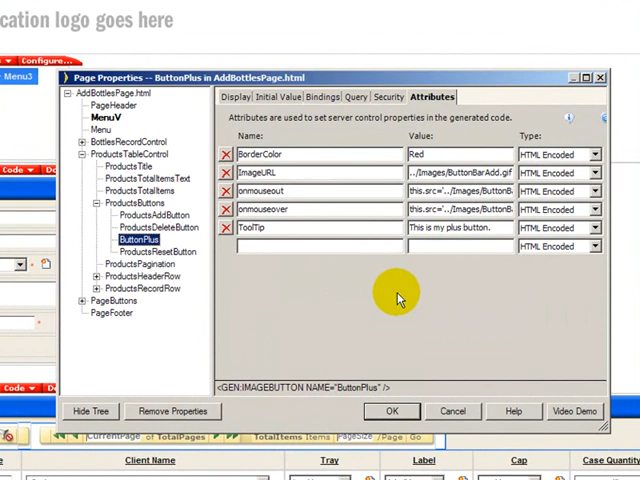 cation logo goes here
Configure...
Menu3
Page Properties -- ButtonPlus in AddBottlesPage.html
AddBottlesPage.html
PageHeader
MenuV
Menu
BottlesRecordControl
ProductsTableControl
ProductsTitle
ProductsTotalItemsText
ProductsTotalItems
ProductsButtons
ProductsAddButton
ProductsDeleteButton
ButtonPlus
ProductsResetButton
ProductsPagination
ProductsHeaderRow
ProductsRecordRow
PageButtons
PageFooter
Display Initial Value Bindings Query Security Attributes
Attributes are used to set server control properties in the generated code.
Name: Value: Type:
BorderColor Red HTML Encoded
ImageURL ../Images/ButtonBarAdd.gif HTML Encoded
onmouseout this.src='../Images/ButtonB HTML Encoded
onmouseover this.src='../Images/ButtonB HTML Encoded
ToolTip This is my plus button. HTML Encoded
HTML Encoded
<GEN:IMAGEBUTTON NAME="ButtonPlus" />
Hide Tree Remove Properties OK Cancel Help Video Demo
Code
Code
Code
CurrentPage of TotalPages TotalItems Items PageSize /Page Go
Client Name Tray Label Cap Case Quantity